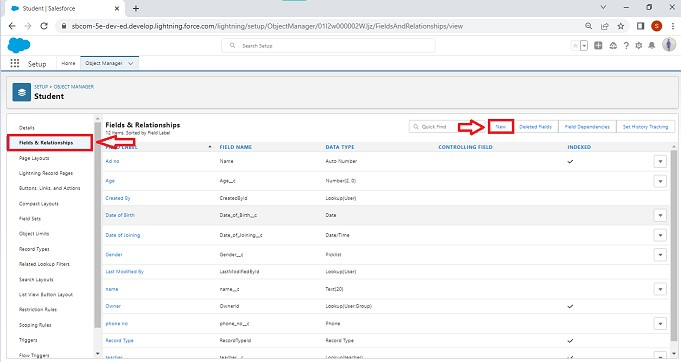 Student | Salesforce
sbcom-5e-dev-ed.develop.lightning.force.com/lightning/setup/ObjectManager/01I2w000002WJjz/FieldsAndRelationships/view
S
Search Setup
Setup Home Object Manager
SETUP > OBJECT MANAGER
Student
Details
Fields & Relationships
Page Layouts
Lightning Record Pages
Buttons, Links, and Actions
Compact Layouts
Field Sets
Object Limits
Record Types
Related Lookup Filters
Search Layouts
List View Button Layout
Restriction Rules
Scoping Rules
Triggers
Flow Triggers
Fields & Relationships
12 Items, Sorted by Field Label
Quick Find New Deleted Fields Field Dependencies Set History Tracking
FIELD LABEL FIELD NAME DATA TYPE CONTROLLING FIELD INDEXED
Ad no Name Auto Number
Age Age__c Number(2, 0)
Created By CreatedById Lookup(User)
Date of Birth Date_of_Birth__c Date
Date of Joining Date_of_Joining__c Date/Time
Gender Gender__c Picklist
Last Modified By LastModifiedById Lookup(User)
name name__c Text(20)
Owner OwnerId Lookup(User,Group)
phone no phone_no__c Phone
Record Type RecordTypeId Record Type
teacher teacher__c Lookup(teacher)